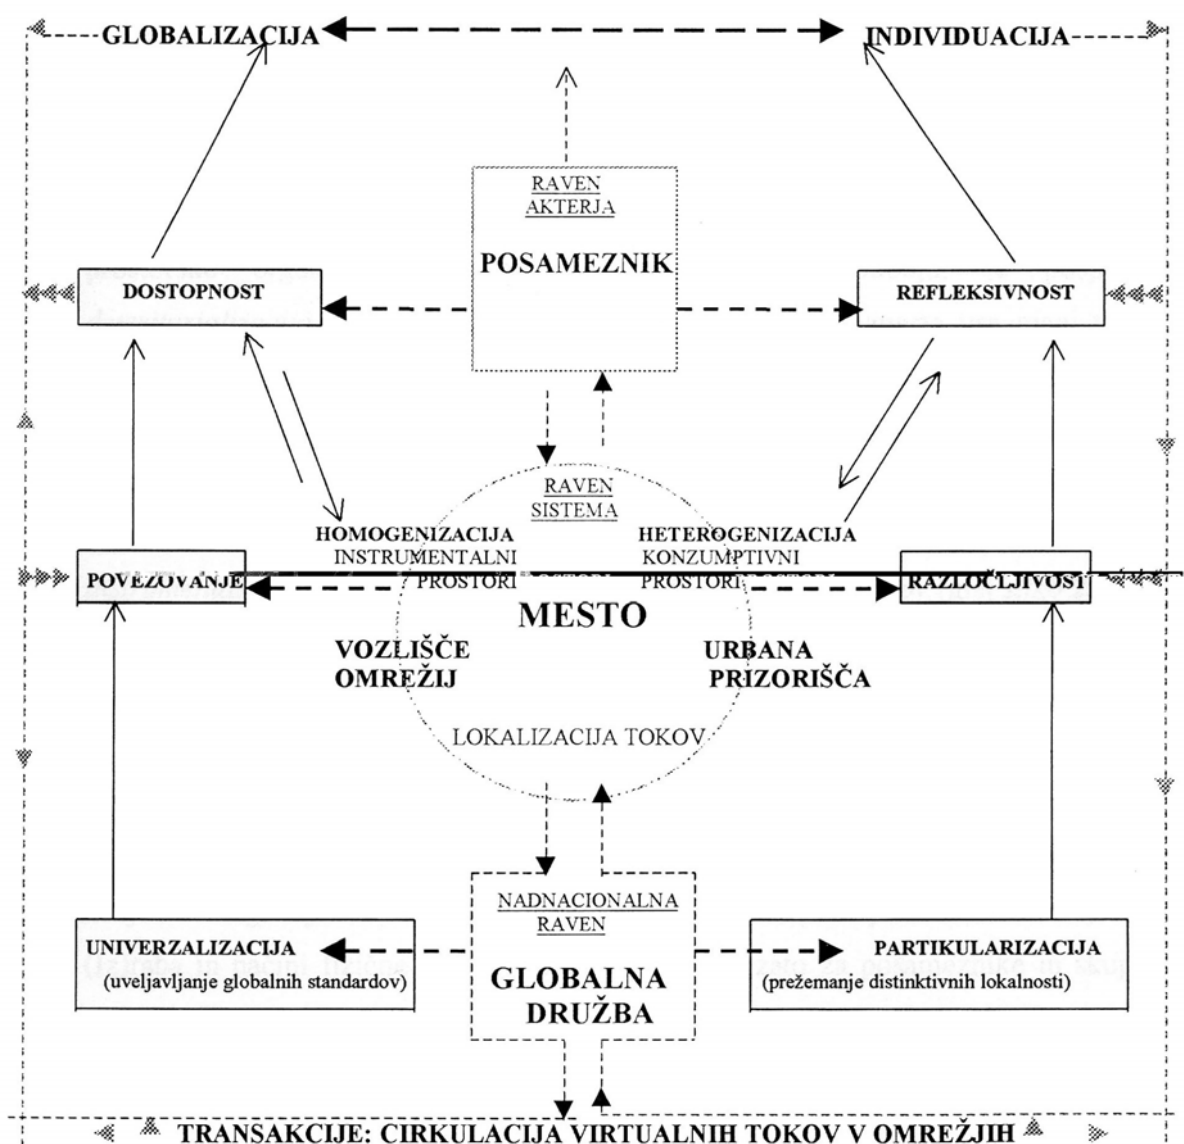 GLOBALIZACIJA
INDIVIDUACIJA
RAVEN
AKTERJA
POSAMEZNIK
DOSTOPNOST
REFLEKSIVNOST
RAVEN
SISTEMA
HOMOGENIZACIJA
INSTRUMENTALNI
PROSTORI
HETEROGENIZACIJA
KONZUMPTIVNI
PROSTORI
POVEZOVANJE
RAZLOČLJIVOST
MESTO
VOZLIŠČE
OMREŽIJ
URBANA
PRIZORIŠČA
LOKALIZACIJA TOKOV
NADNACIONALNA
RAVEN
GLOBALNA
DRUŽBA
UNIVERZALIZACIJA
(uveljavljanje globalnih standardov)
PARTIKULARIZACIJA
(prežemanje distinktivnih lokalnosti)
TRANSAKCIJE: CIRKULACIJA VIRTUALNIH TOKOV V OMREŽJIH